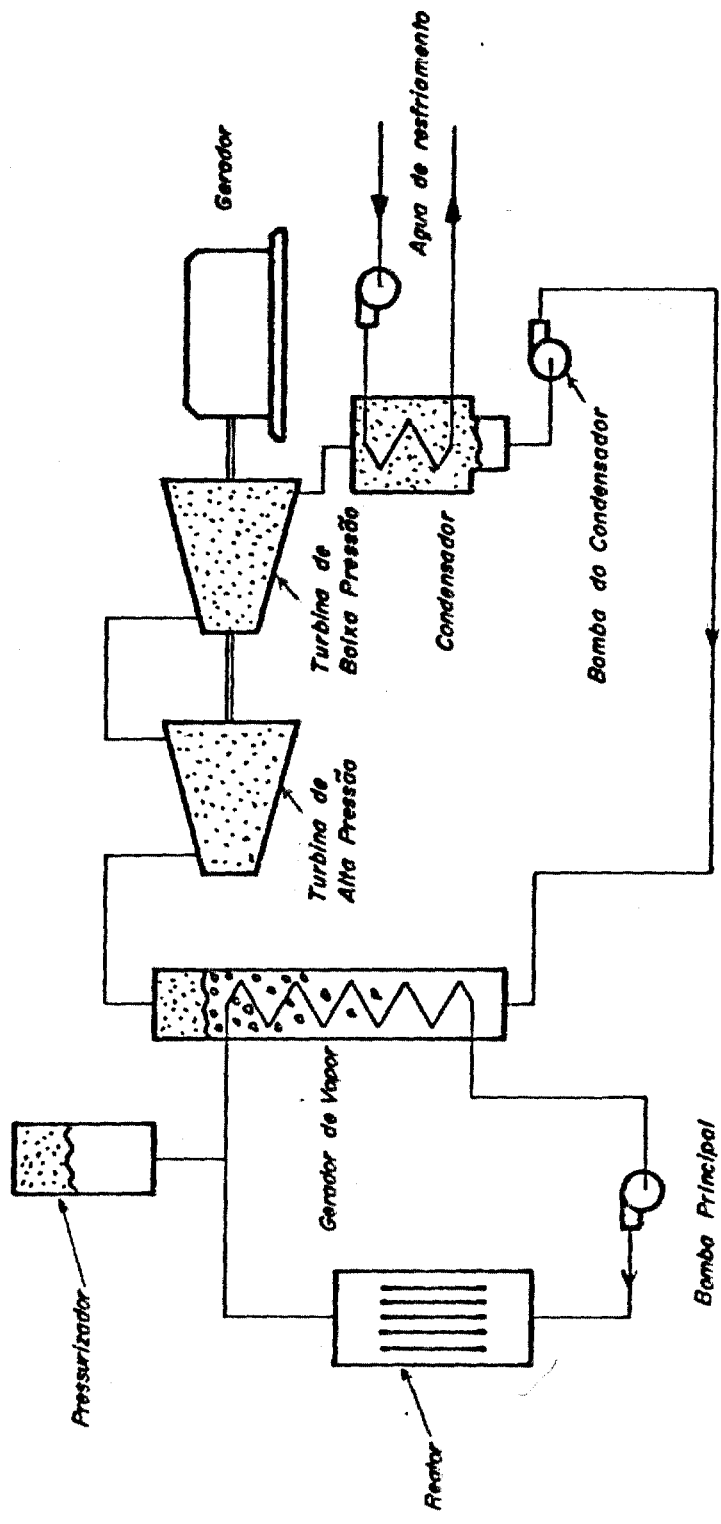 Pressurizador
Gerador
Agua de resfriamento
Turbina de
Alta Pressão
Turbina de
Baixa Pressão
Gerador de Vapor
Condensador
Reator
Bomba do Condensador
Bomba Principal